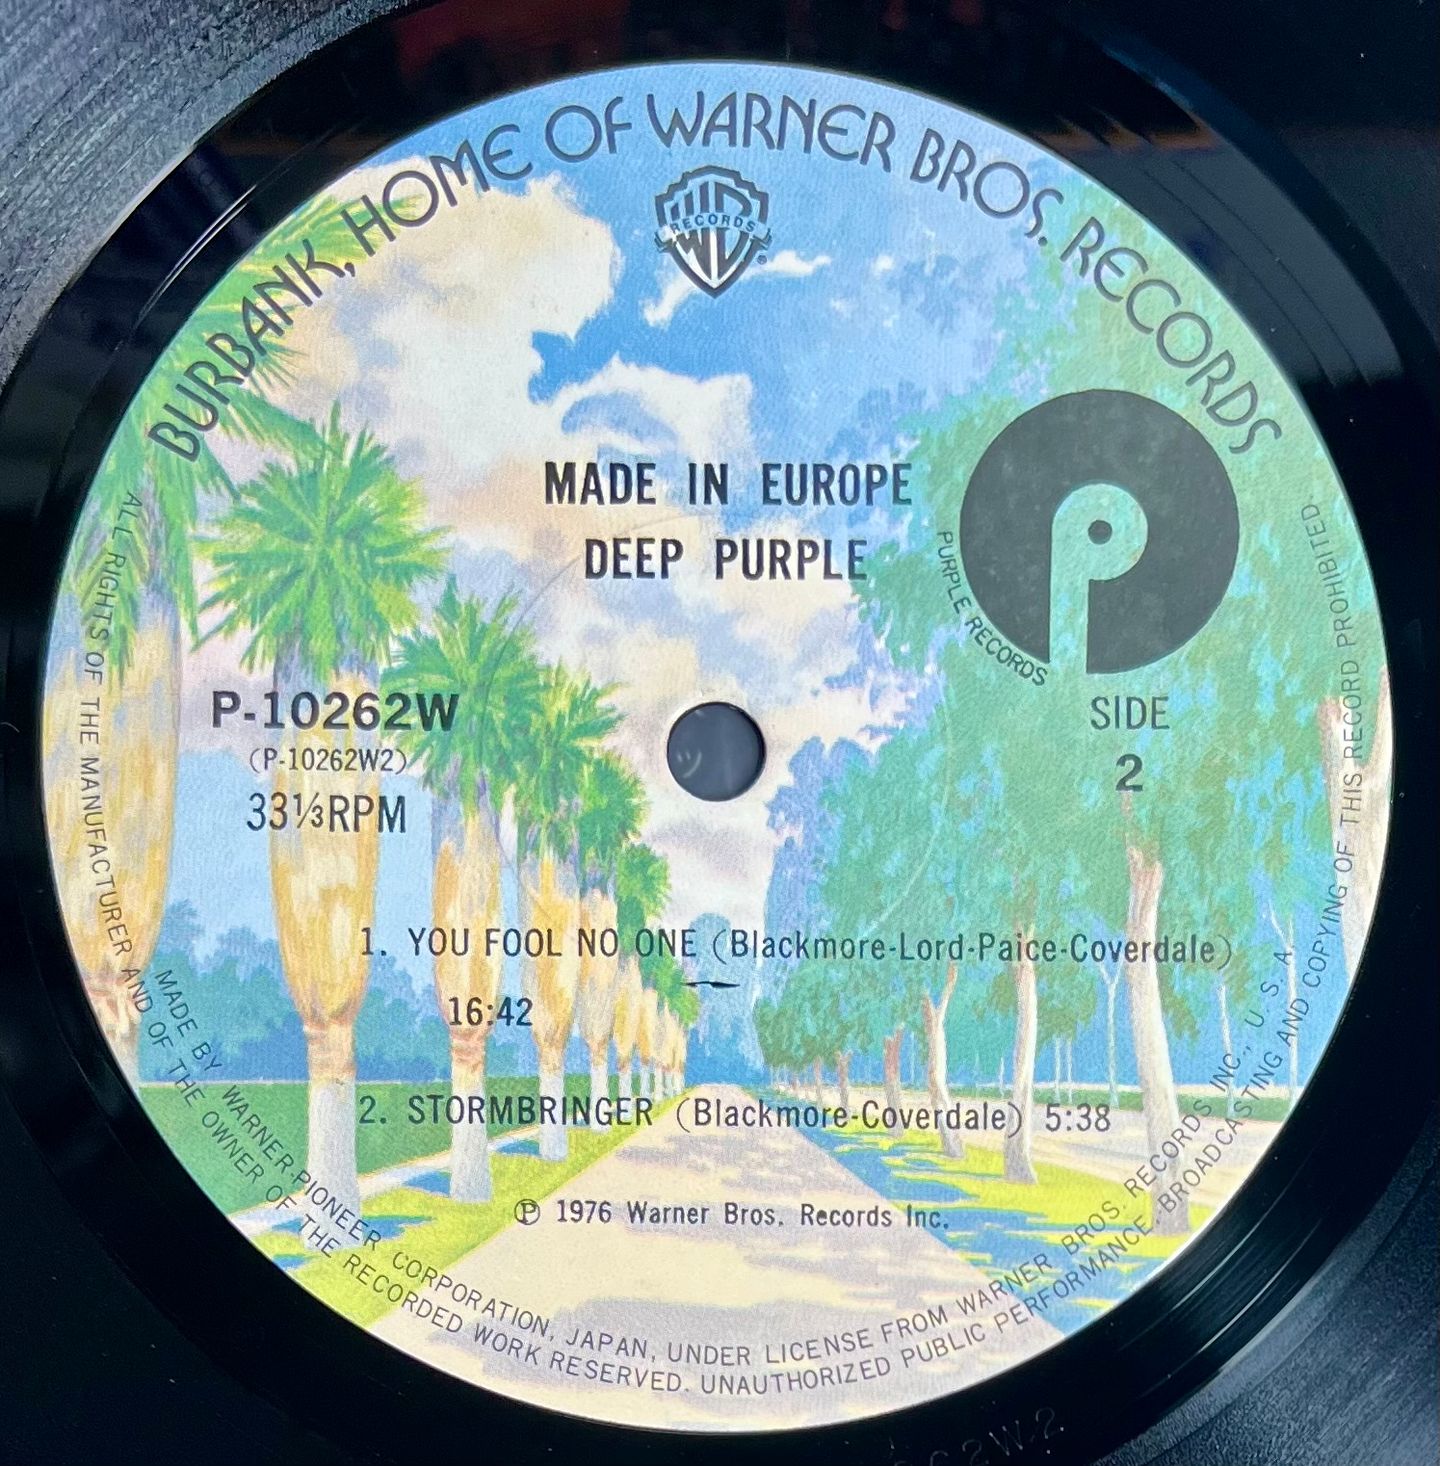 BURBANK, HOME OF WARNER BROS. RECORDS
W B
RECORDS
®
MADE IN EUROPE
DEEP PURPLE
P
PURPLE RECORDS
P-10262W
(P-10262W2)
33⅓RPM
SIDE
2
1. YOU FOOL NO ONE (Blackmore-Lord-Paice-Coverdale)
16:42
2. STORMBRINGER (Blackmore-Coverdale) 5:38
℗ 1976 Warner Bros. Records Inc.
MADE BY WARNER-PIONEER CORPORATION, JAPAN, UNDER LICENSE FROM WARNER BROS. RECORDS INC., U.S.A.
ALL RIGHTS OF THE MANUFACTURER AND OF THE OWNER OF THE RECORDED WORK RESERVED. UNAUTHORIZED PUBLIC PERFORMANCE, BROADCASTING AND COPYING OF THIS RECORD PROHIBITED.